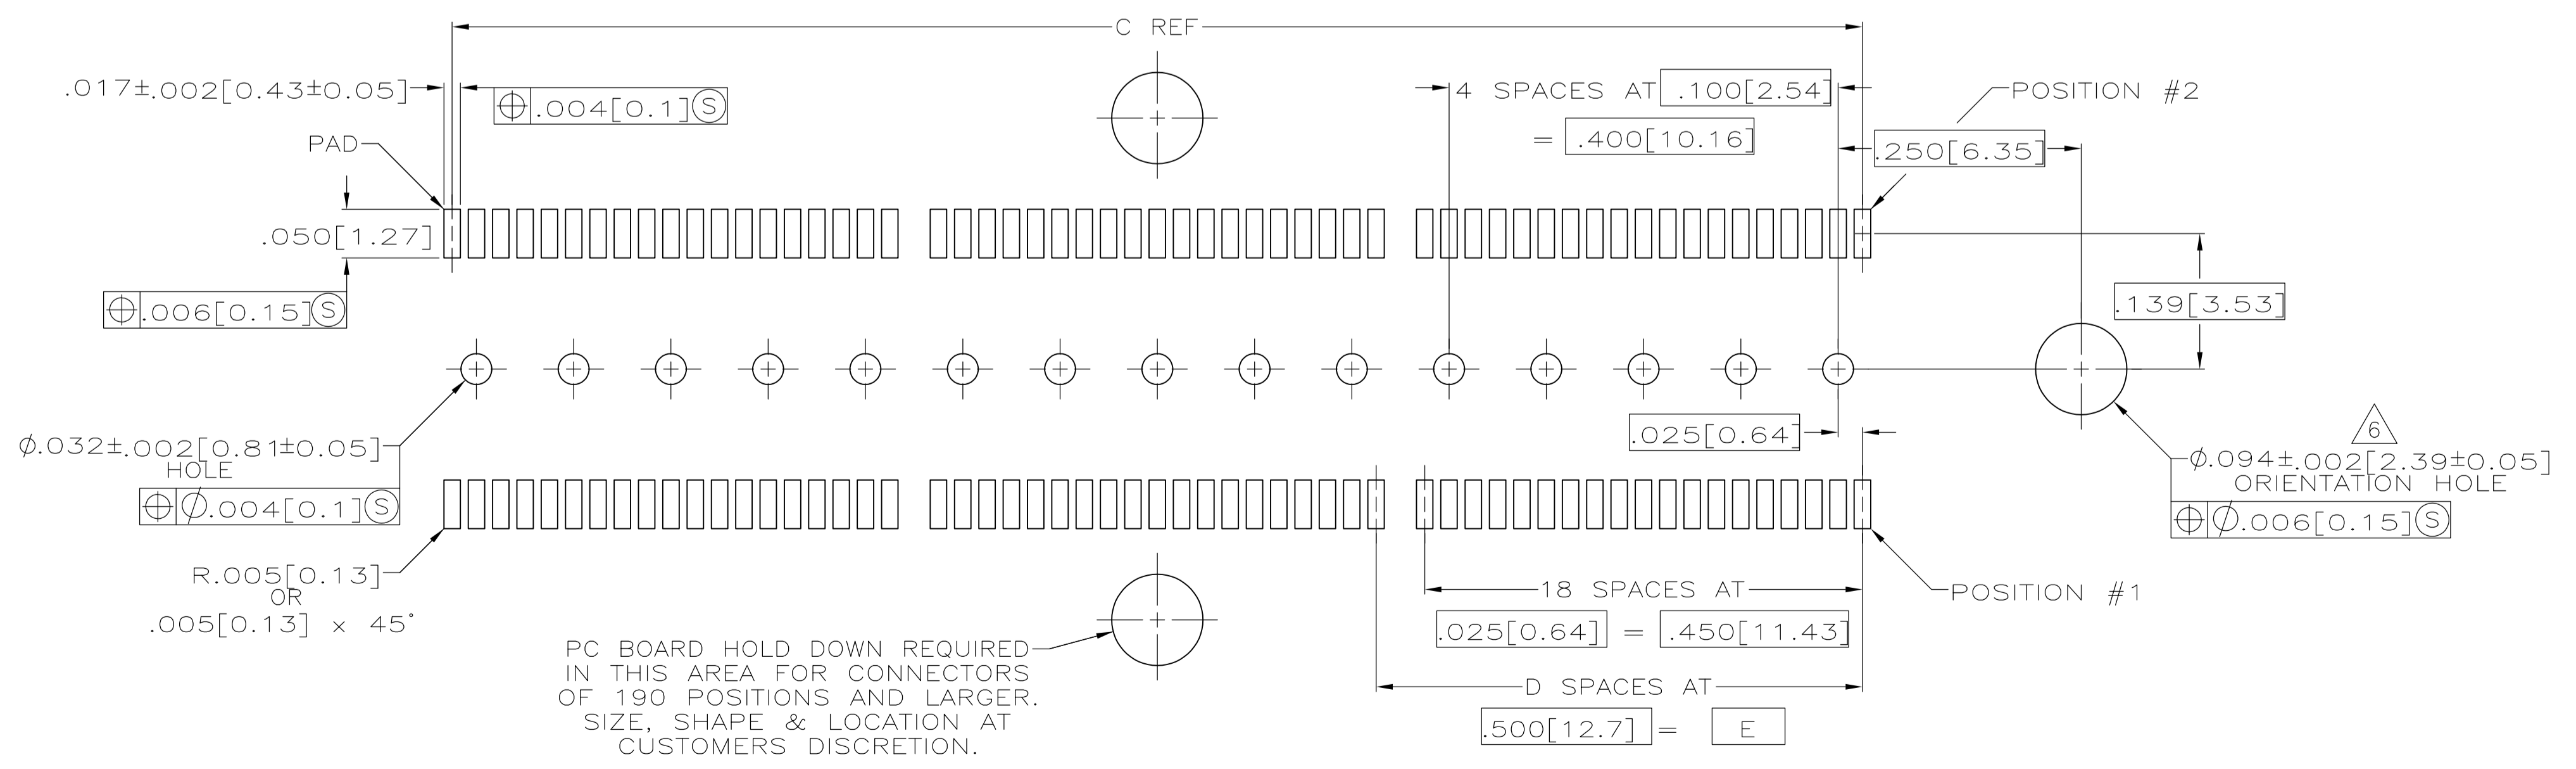 C REF
.017±.002[0.43±0.05]
⌖ .004[0.1]Ⓢ
4 SPACES AT .100[2.54]
= .400[10.16]
POSITION #2
PAD
.250[6.35]
.050[1.27]
⌖ .006[0.15]Ⓢ
.139[3.53]
.025[0.64]
6
⌀.032±.002[0.81±0.05]
HOLE
⌖ ⌀.004[0.1]Ⓢ
⌀.094±.002[2.39±0.05]
ORIENTATION HOLE
⌖ ⌀.006[0.15]Ⓢ
R.005[0.13]
OR
.005[0.13] × 45°
18 SPACES AT
.025[0.64] = .450[11.43]
POSITION #1
PC BOARD HOLD DOWN REQUIRED
IN THIS AREA FOR CONNECTORS
OF 190 POSITIONS AND LARGER.
SIZE, SHAPE & LOCATION AT
CUSTOMERS DISCRETION.
D SPACES AT
.500[12.7] = E